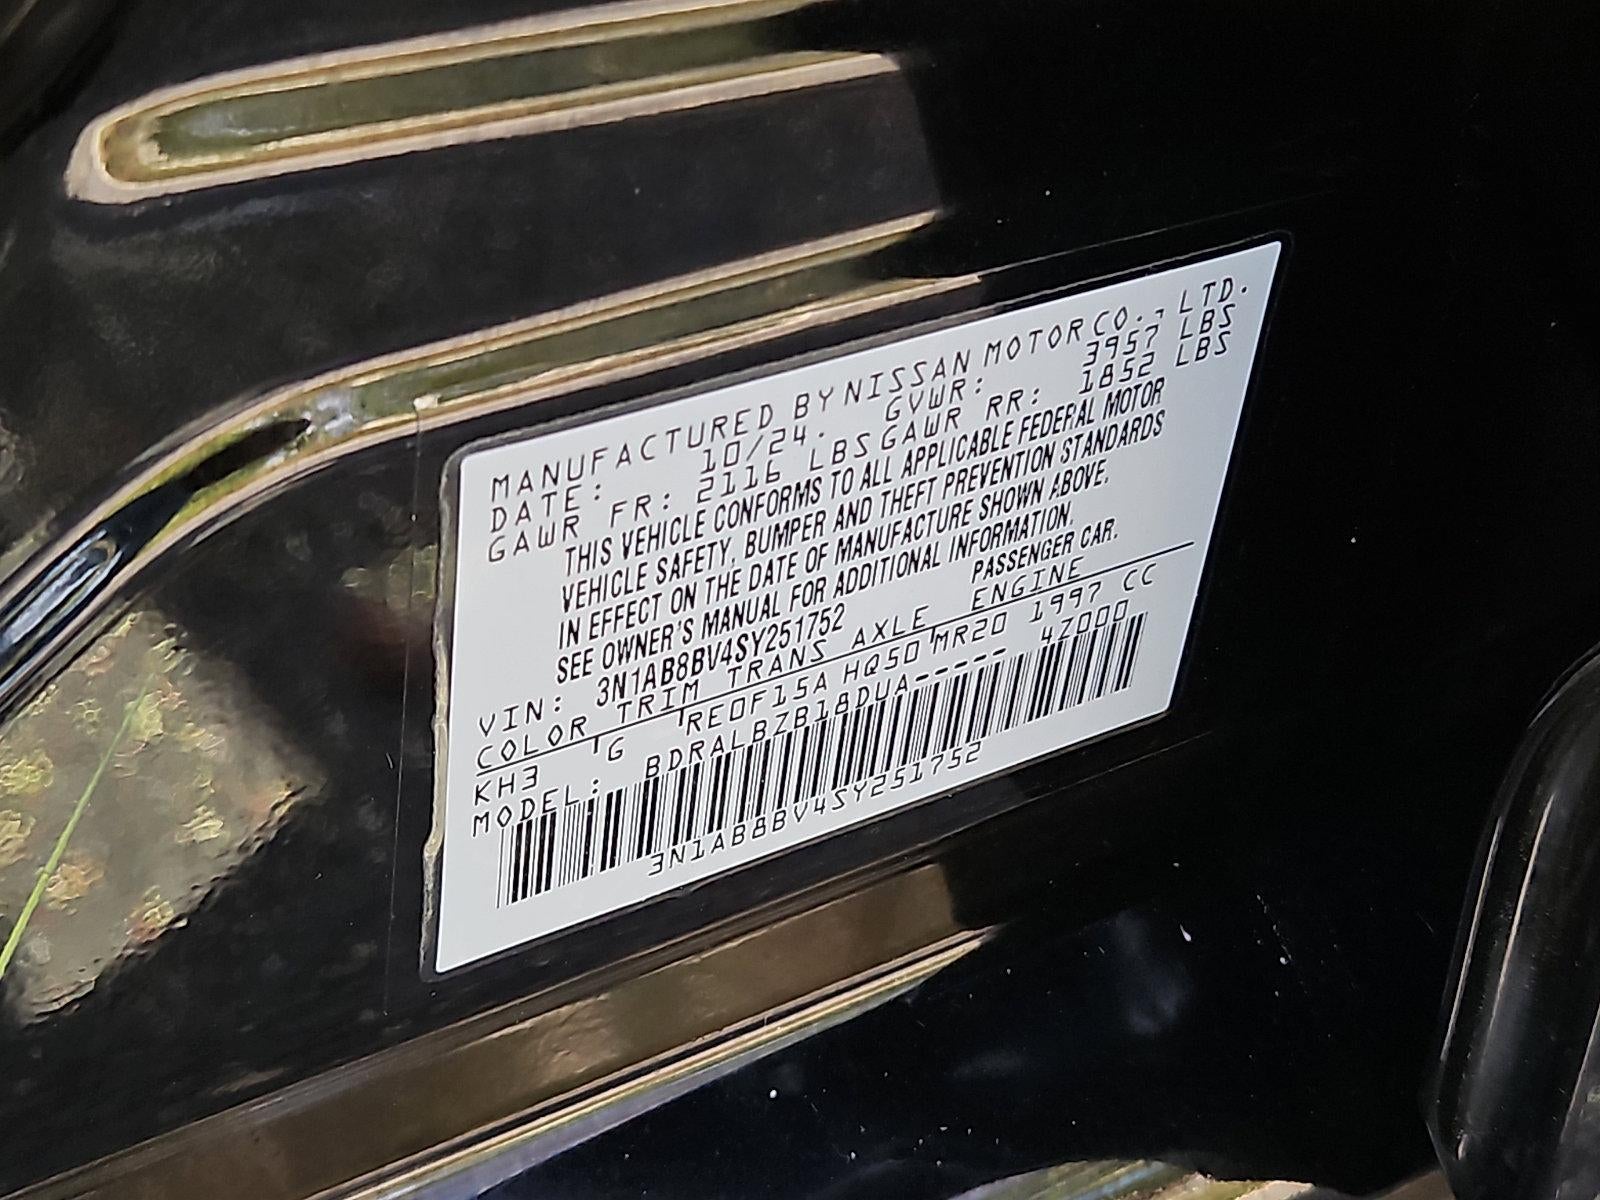 MANUFACTURED BY NISSAN MOTOR CO., LTD.
DATE: 10/24. GVWR: 3957 LBS
GAWR FR: 2116 LBS GAWR RR: 1852 LBS
THIS VEHICLE CONFORMS TO ALL APPLICABLE FEDERAL MOTOR
VEHICLE SAFETY, BUMPER AND THEFT PREVENTION STANDARDS
IN EFFECT ON THE DATE OF MANUFACTURE SHOWN ABOVE.
SEE OWNER'S MANUAL FOR ADDITIONAL INFORMATION.
VIN: 3N1AB8BV4SY251752 PASSENGER CAR.
COLOR TRIM TRANS AXLE ENGINE
KH3 G RE0F15A HQ50 MR20 1997 CC
MODEL: BDRALBZB18DUA----- 4Z000
3N1AB8BV4SY251752